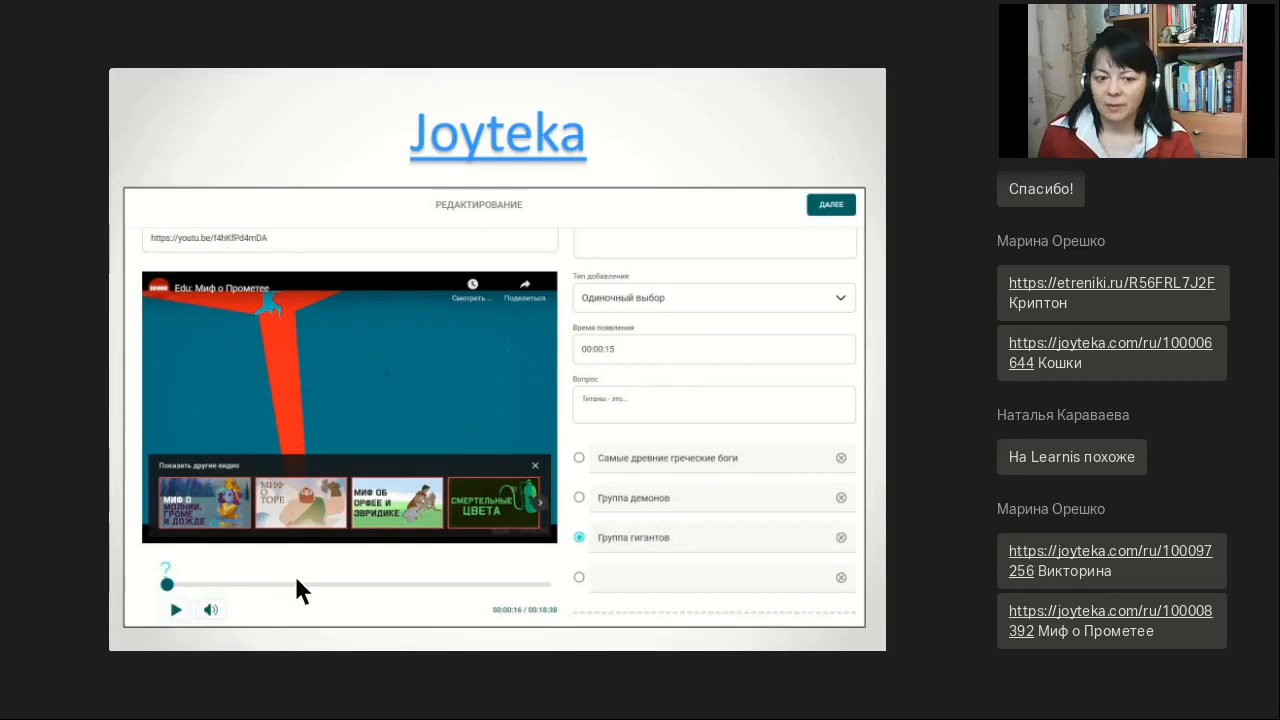 Joyteka
РЕДАКТИРОВАНИЕ
ДАЛЕЕ
https://youtu.be/f4hKfPd4mDA
Edu: Миф о Прометее
Смотреть ...
Поделиться
Показать другие видео
МИФ О
МОЛНИИ,
ГРОМЕ
И ДОЖДЕ
МИФ
О
ТОРЕ
МИФ ОБ
ОРФЕЕ И
ЭВРИДИКЕ
СМЕРТЕЛЬНЫЕ
ЦВЕТА
?
00:00:16 / 00:18:38
Тип добавления
Одиночный выбор
Время появления
00:00:15
Вопрос
Титаны - это...
Самые древние греческие боги
Группа демонов
Группа гигантов
Спасибо!
Марина Орешко
https://etreniki.ru/R56FRL7J2F
Криптон
https://joyteka.com/ru/100006
644 Кошки
Наталья Караваева
На Learnis похоже
Марина Орешко
https://joyteka.com/ru/100097
256 Викторина
https://joyteka.com/ru/100008
392 Миф о Прометее